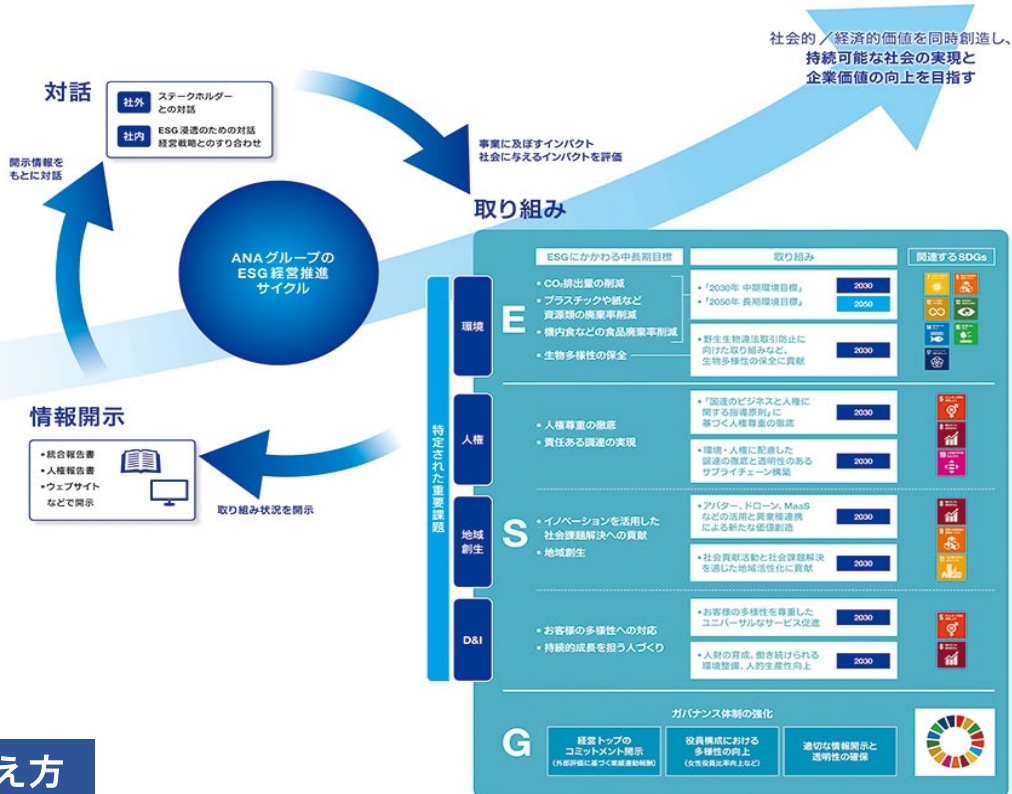 社会的／経済的価値を同時創造し、
持続可能な社会の実現と
企業価値の向上を目指す
対話
社外
ステークホルダー
との対話
社内
ESG浸透のための対話
経営戦略とのすり合わせ
開示情報を
もとに対話
事業に及ぼすインパクト
社会に与えるインパクトを評価
ANAグループの
ESG経営推進
サイクル
情報開示
•統合報告書
•人権報告書
•ウェブサイト
などで開示
取り組み状況を開示
取り組み
特定された重要課題
ESGにかかわる中長期目標
取り組み
関連するSDGs
環境
E
• CO₂排出量の削減
• プラスチックや紙など
資源類の廃棄率削減
• 機内食などの食品廃棄率削減
• 生物多様性の保全
•「2030年 中期環境目標」
2030
•「2050年 長期環境目標」
2050
•野生生物違法取引防止に
向けた取り組みなど、
生物多様性の保全に貢献
2030
人権
• 人権尊重の徹底
• 責任ある調達の実現
•「国連のビジネスと人権に
関する指導原則」に
基づく人権尊重の徹底
2030
•環境・人権に配慮した
調達の徹底と透明性のある
サプライチェーン構築
2030
S
地域
創生
• イノベーションを活用した
社会課題解決への貢献
• 地域創生
•アバター、ドローン、MaaS
などの活用と異業種連携
による新たな価値創造
2030
•社会貢献活動と社会課題解決
を通じた地域活性化に貢献
2030
D&I
• お客様の多様性への対応
• 持続的成長を担う人づくり
•お客様の多様性を尊重した
ユニバーサルなサービス促進
2030
•人財の育成、働き続けられる
環境整備、人的生産性向上
2030
G
ガバナンス体制の強化
経営トップの
コミットメント開示
(外部評価に基づく業績連動報酬)
役員構成における
多様性の向上
(女性役員比率向上など)
適切な情報開示と
透明性の確保
え方